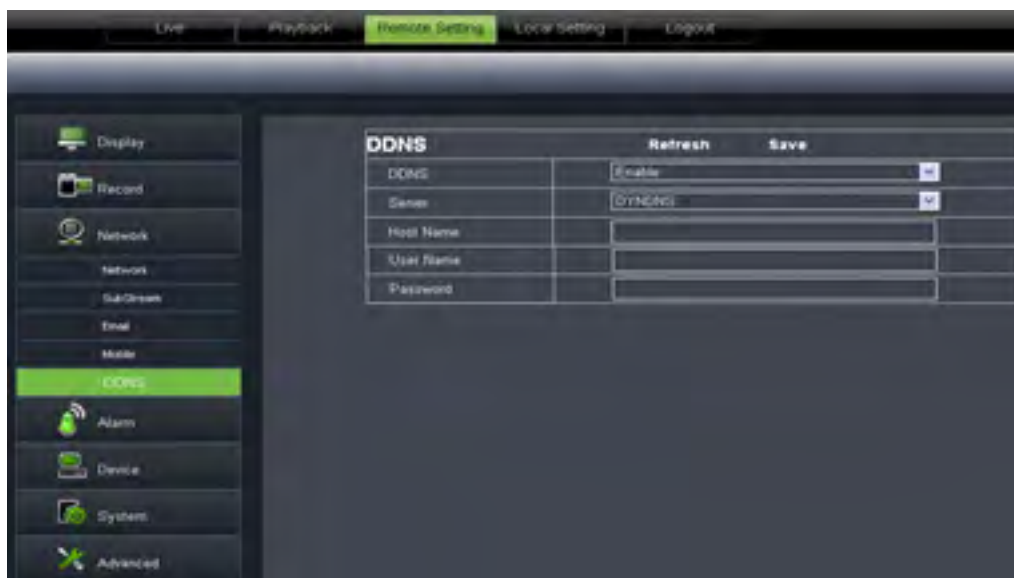 Live Playback Remote Setting Local Setting Logout
Display
Record
Network
Network
SubStream
Email
Mobile
DDNS
Alarm
Device
System
Advanced
DDNS Refresh Save
DDNS Enable
Server DYNDNS
Host Name
User Name
Password